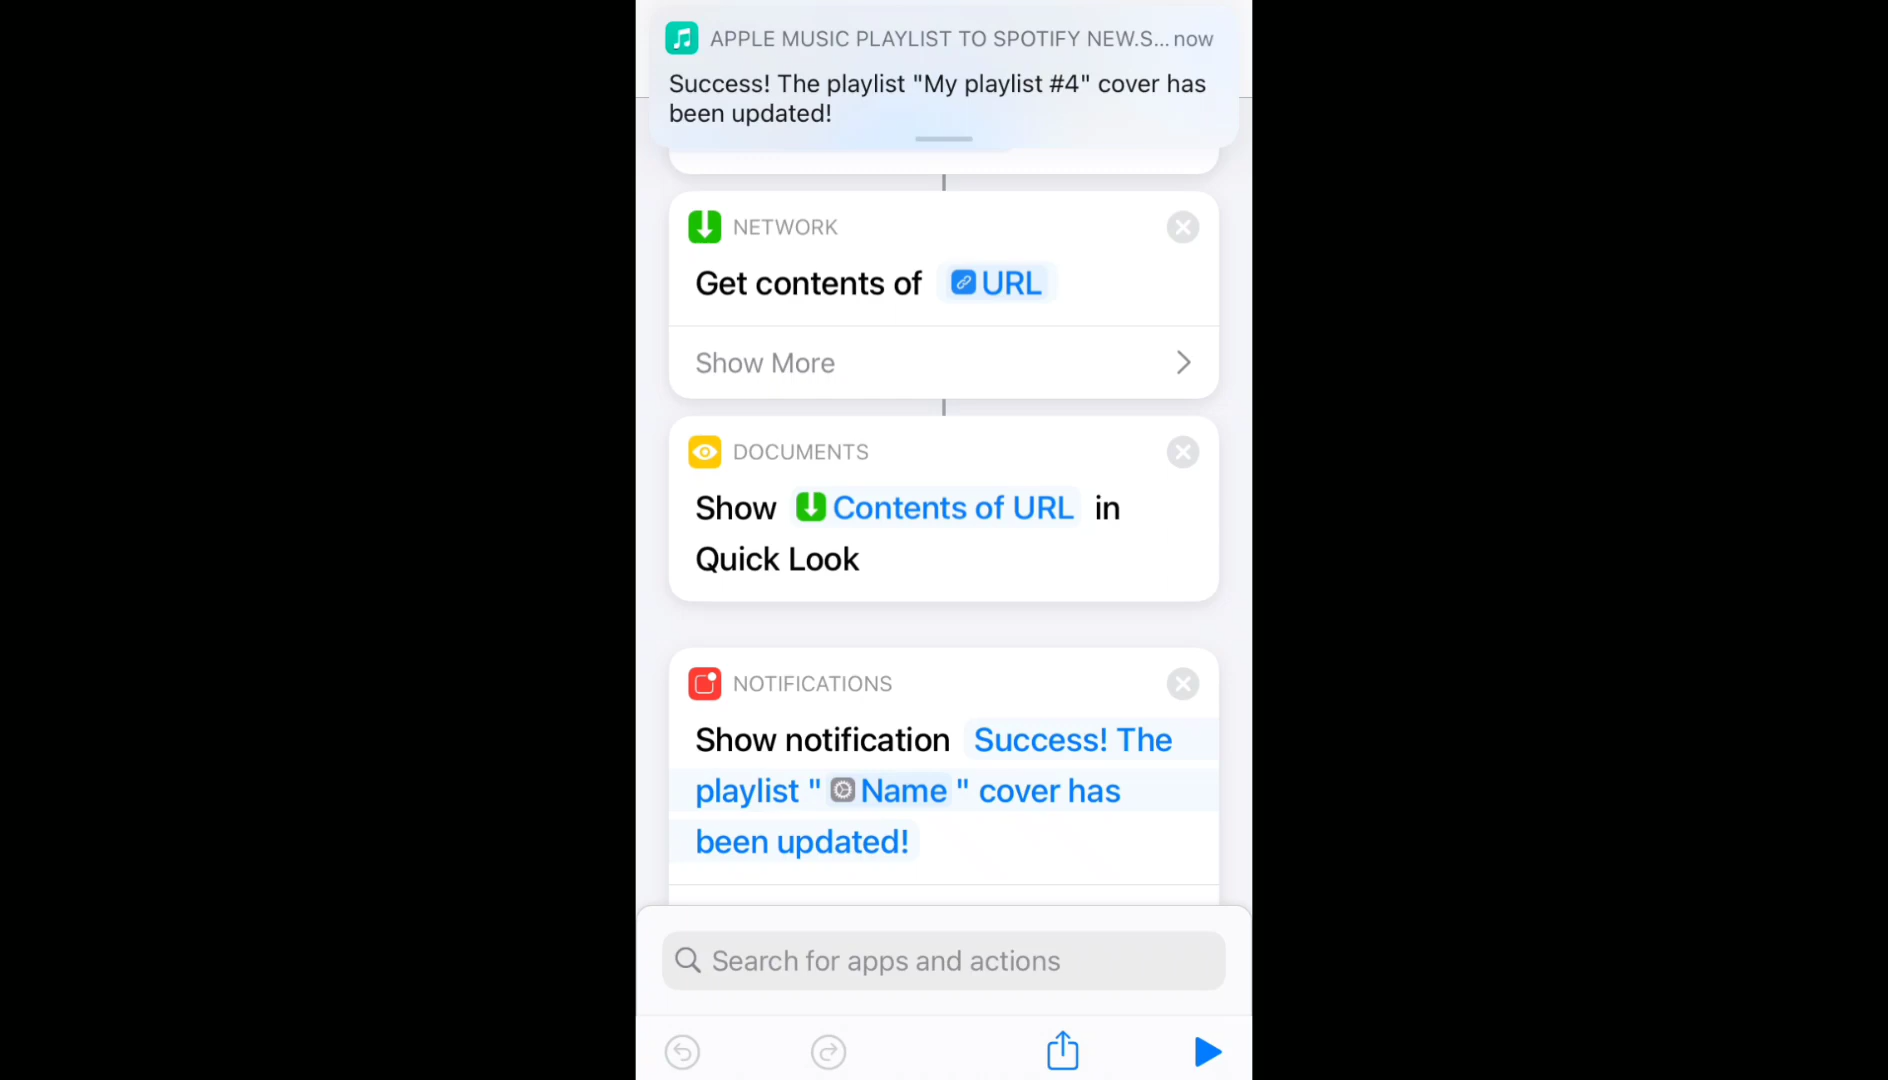 APPLE MUSIC PLAYLIST TO SPOTIFY NEW.S... now
Success! The playlist "My playlist #4" cover has
been updated!
NETWORK
Get contents of URL
Show More
DOCUMENTS
Show Contents of URL in
Quick Look
NOTIFICATIONS
Show notification Success! The
playlist " Name " cover has
been updated!
Search for apps and actions